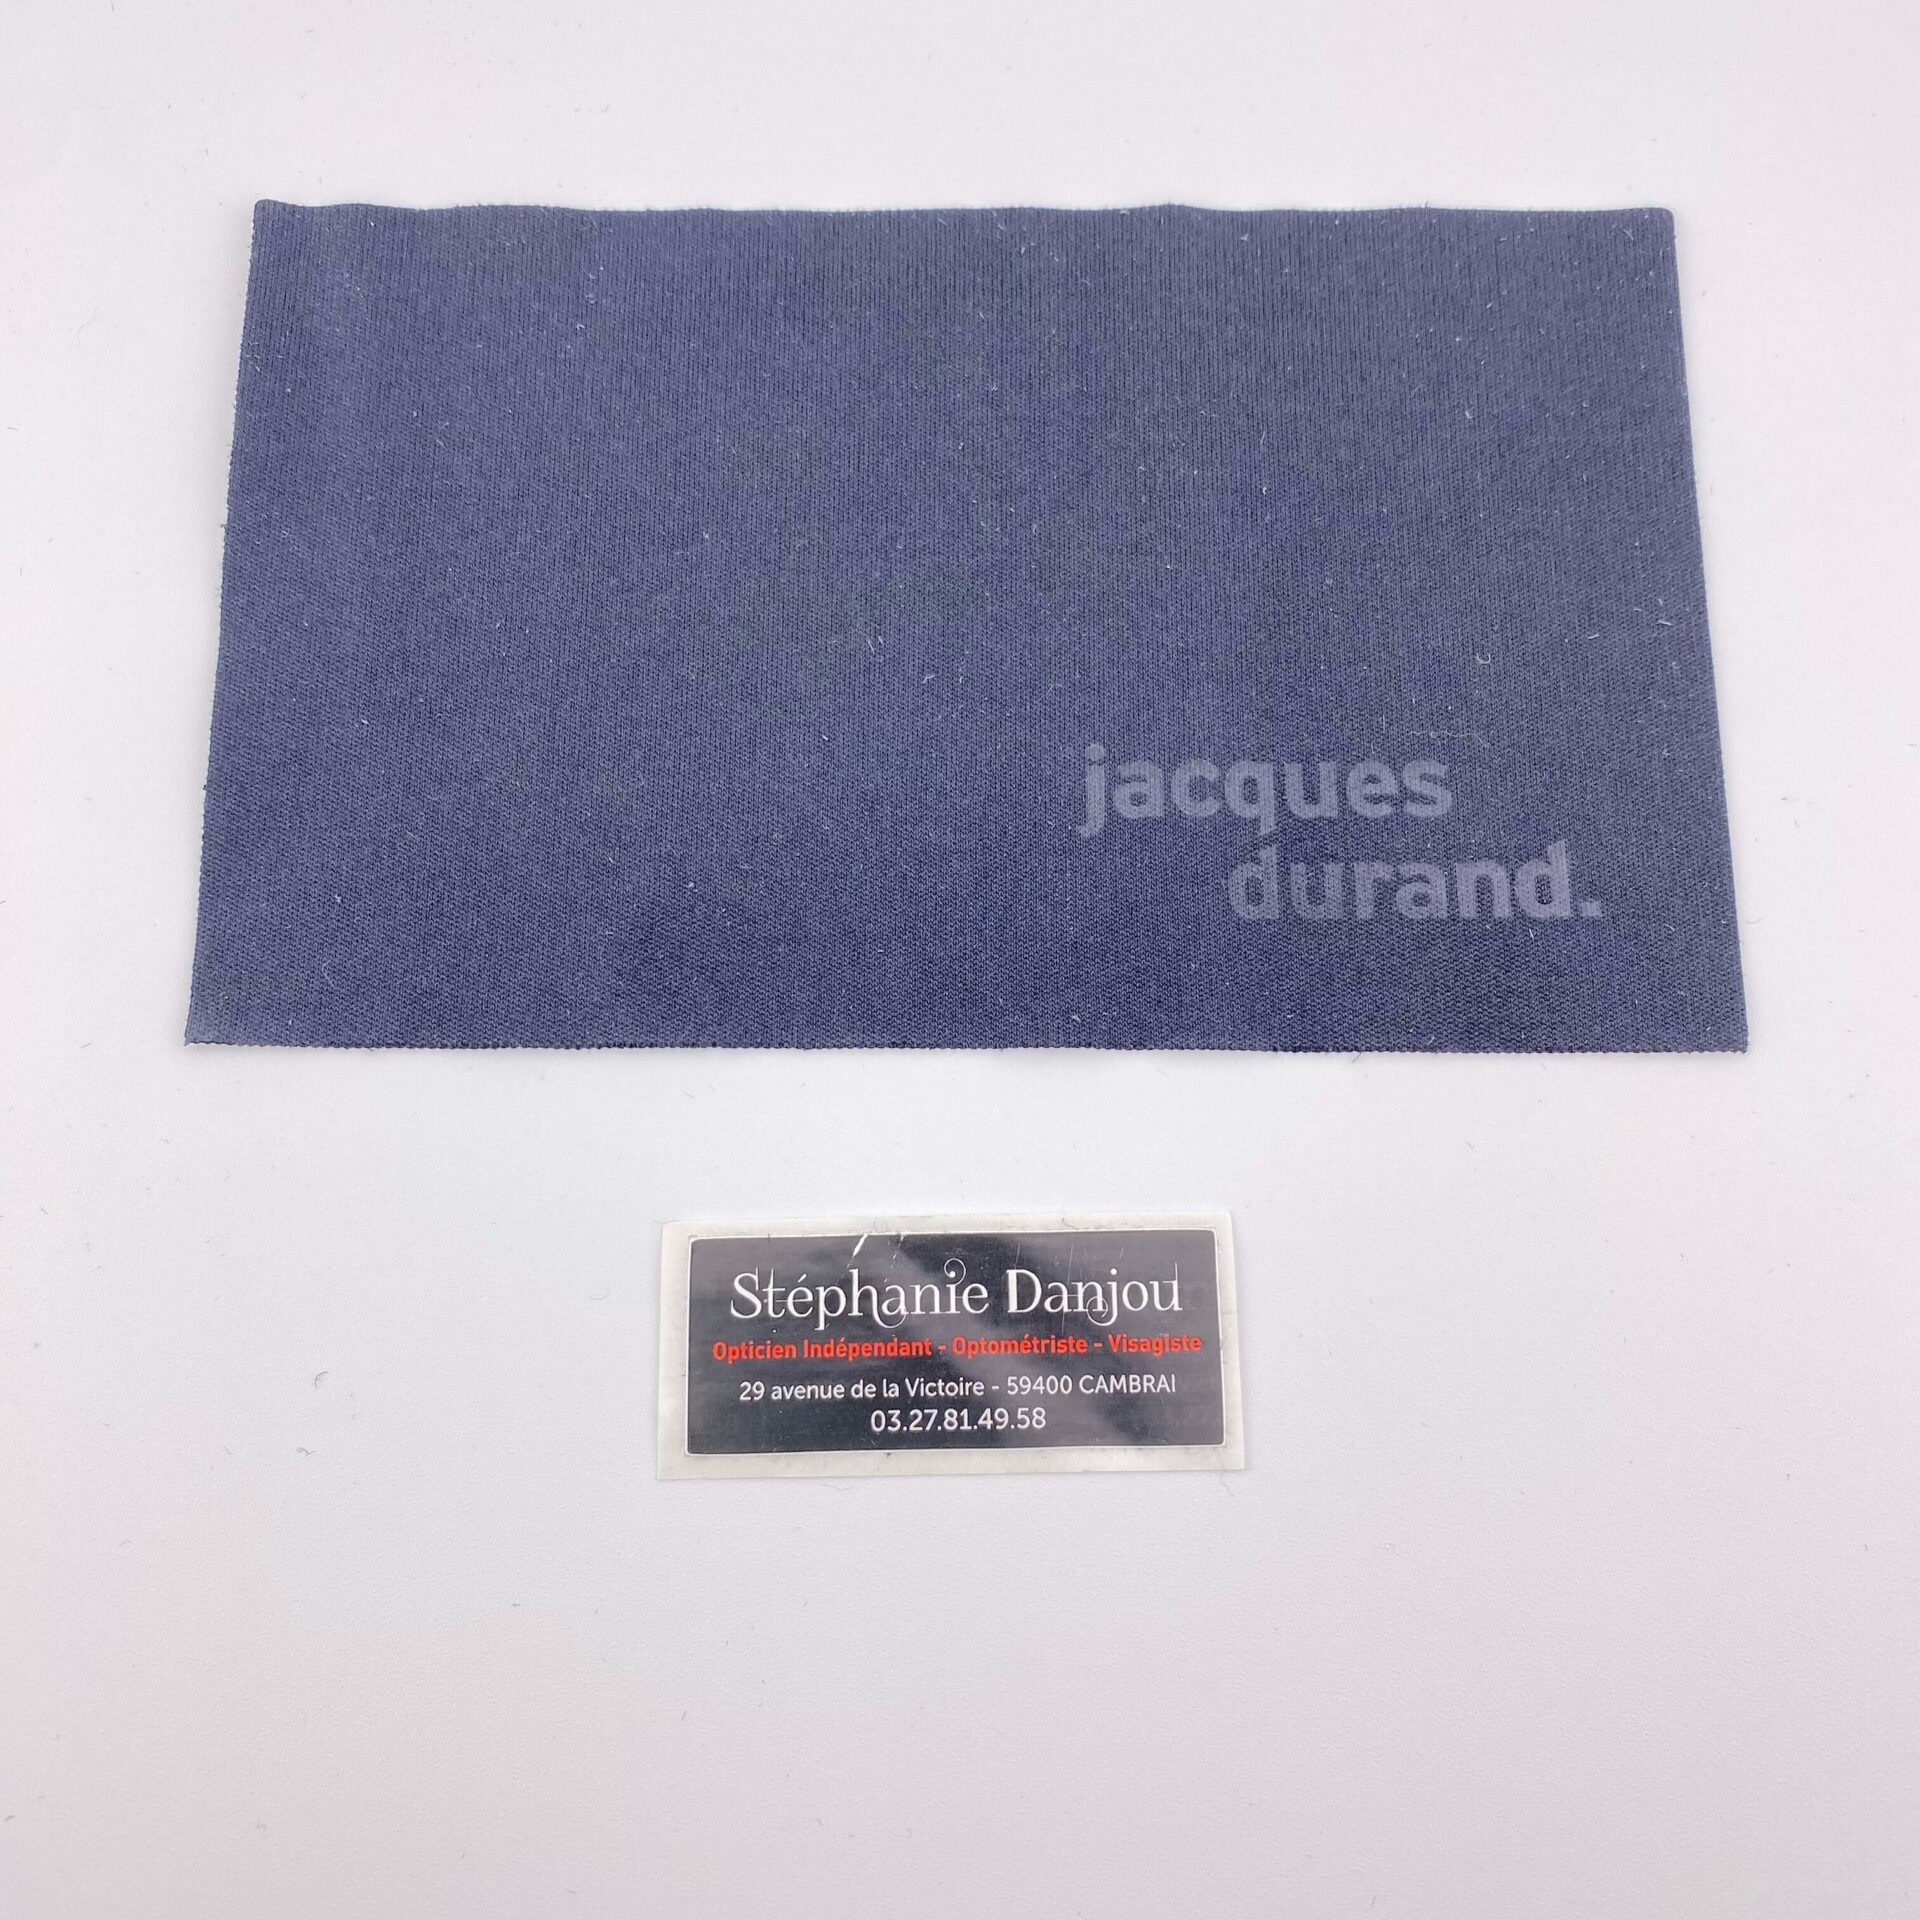 jacques
durand.
Stéphanie Danjou
Opticien Indépendant - Optométriste - Visagiste
29 avenue de la Victoire - 59400 CAMBRAI
03.27.81.49.58